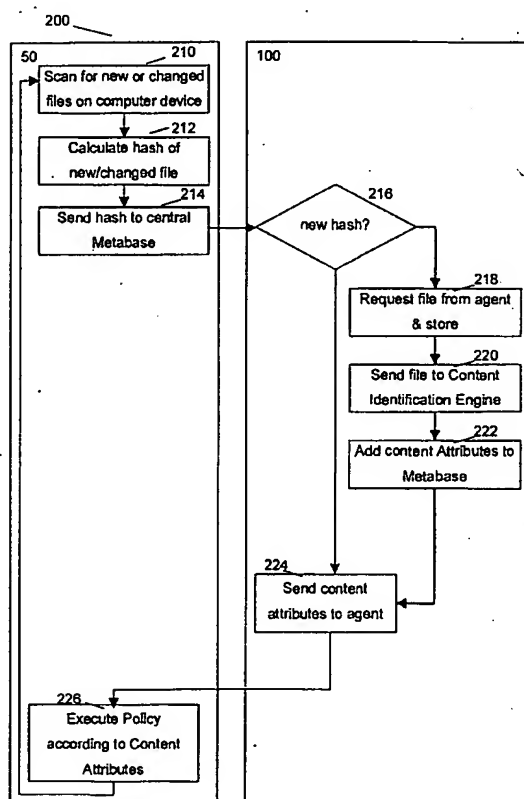 200
50
210
Scan for new or changed
files on computer device
212
Calculate hash of
new/changed file
214
Send hash to central
Metabase
100
216
new hash?
218
Request file from agent
& store
220
Send file to Content
Identification Engine
222
Add content Attributes to
Metabase
224
Send content
attributes to agent
226
Execute Policy
according to Content
Attributes